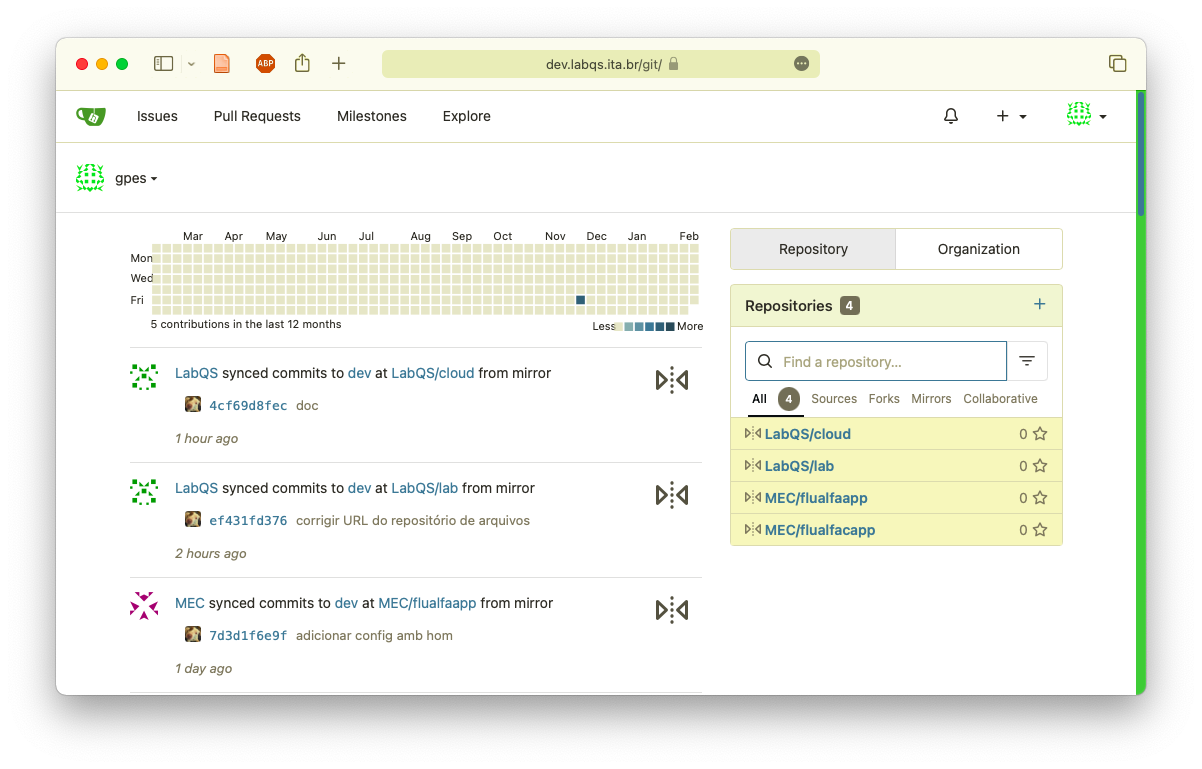 ABP
dev.labqs.ita.br/git/
Issues Pull Requests Milestones Explore
gpes
Mar Apr May Jun Jul Aug Sep Oct Nov Dec Jan Feb
Mon
Wed
Fri
5 contributions in the last 12 months
Less More
LabQS synced commits to dev at LabQS/cloud from mirror
4cf69d8fec doc
1 hour ago
LabQS synced commits to dev at LabQS/lab from mirror
ef431fd376 corrigir URL do repositório de arquivos
2 hours ago
MEC synced commits to dev at MEC/flualfaapp from mirror
7d3d1f6e9f adicionar config amb hom
1 day ago
Repository Organization
Repositories 4
Find a repository...
All 4 Sources Forks Mirrors Collaborative
LabQS/cloud 0
LabQS/lab 0
MEC/flualfaapp 0
MEC/flualfacapp 0